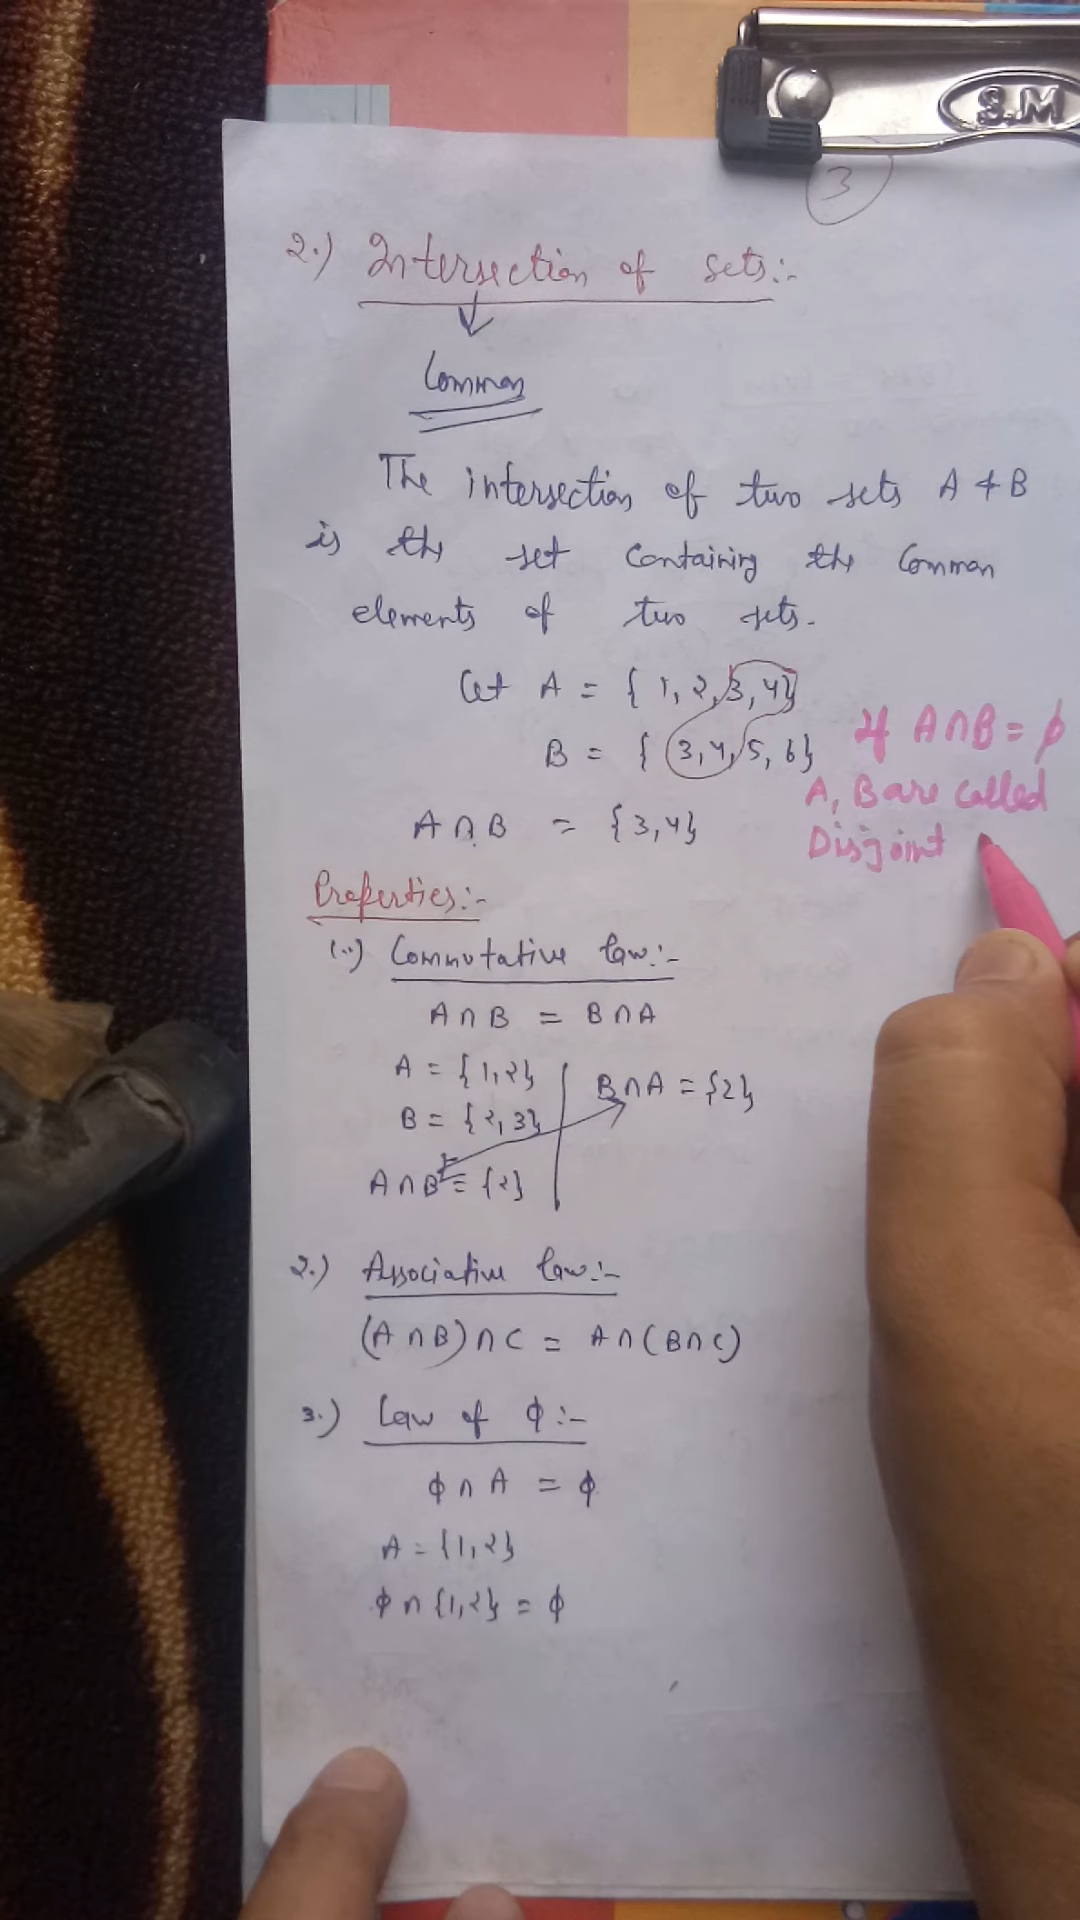 S.M
3
2.) Intersection of sets:-
Common
The intersection of two sets A & B
is the set containing the common
elements of two sets.
Let A = { 1, 2, 3, 4}
B = { 3, 4, 5, 6}
A ∩ B = {3, 4}
If A∩B = ϕ
A, B are called
Disjoint
Properties:-
(1.) Commutative law:-
A ∩ B = B ∩ A
A = {1, 2}
B = {2, 3}
A ∩ B = {2}
B ∩ A = {2}
2.) Associative law:-
(A ∩ B) ∩ C = A ∩ (B ∩ C)
3.) Law of ϕ :-
ϕ ∩ A = ϕ
A = {1, 2}
ϕ ∩ {1, 2} = ϕ